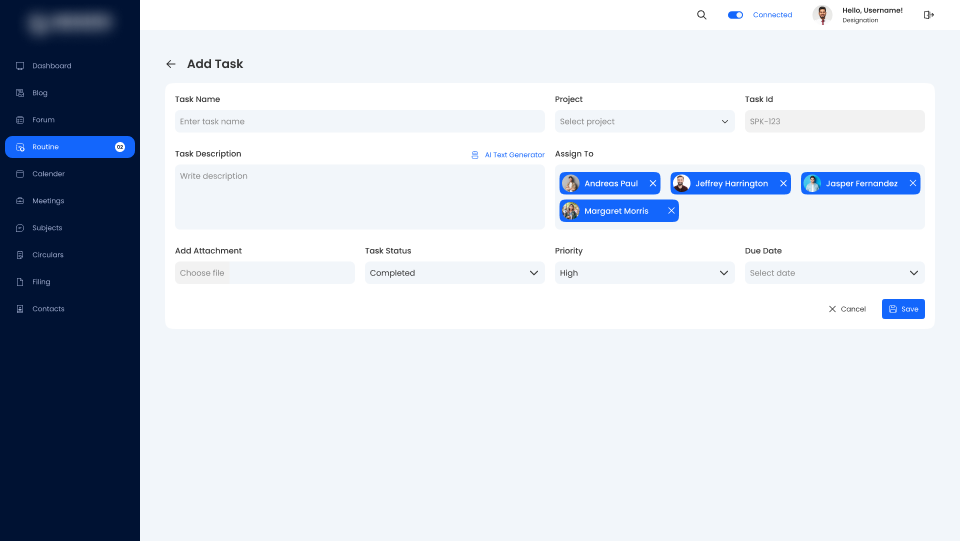 Connected
Hello, Username!
Designation
Dashboard
Blog
Forum
Routine 02
Calender
Meetings
Subjects
Circulars
Filing
Contacts
Add Task
Task Name
Enter task name
Project
Select project
Task Id
SPK-123
Task Description
AI Text Generator
Write description
Assign To
Andreas Paul
Jeffrey Harrington
Jasper Fernandez
Margaret Morris
Add Attachment
Choose file
Task Status
Completed
Priority
High
Due Date
Select date
Cancel
Save